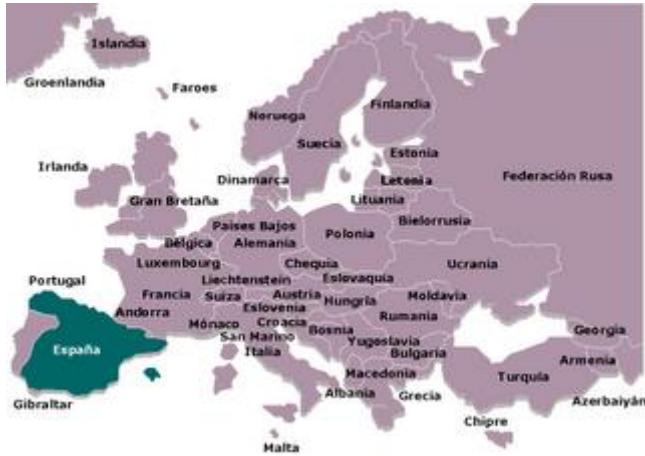 Islandia
Groenlandia
Faroes
Noruega
Finlandia
Suecia
Estonia
Irlanda
Dinamarca
Letonia
Federación Rusa
Gran Bretaña
Lituania
Bielorrusia
Paises Bajos
Polonia
Bélgica
Alemania
Luxembourg
Chequia
Ucrania
Portugal
Liechtenstein
Eslovaquia
Francia
Suiza
Austria
Hungría
Moldavia
Andorra
Eslovenia
Rumania
Mónaco
Croacia
Bosnia
Georgia
San Marino
Yugoslavia
España
Italia
Bulgaria
Armenia
Macedonia
Turquía
Gibraltar
Albania
Grecia
Azerbaiyán
Chipre
Malta